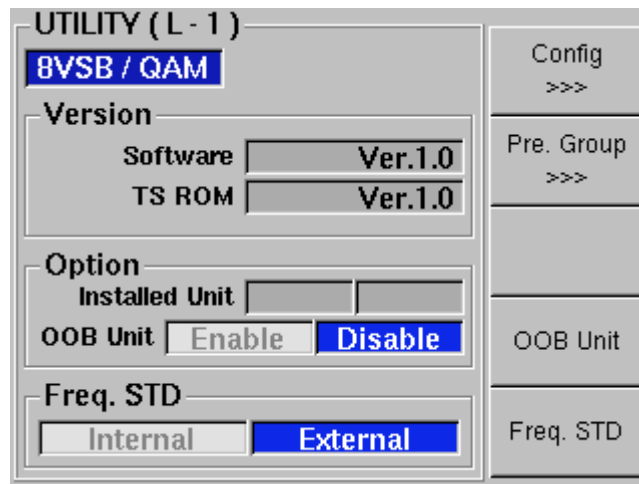 UTILITY ( L - 1 )
8VSB / QAM
Version
Software Ver.1.0
TS ROM Ver.1.0
Option
Installed Unit
OOB Unit Enable Disable
Freq. STD
Internal External
Config
>>>
Pre. Group
>>>
OOB Unit
Freq. STD